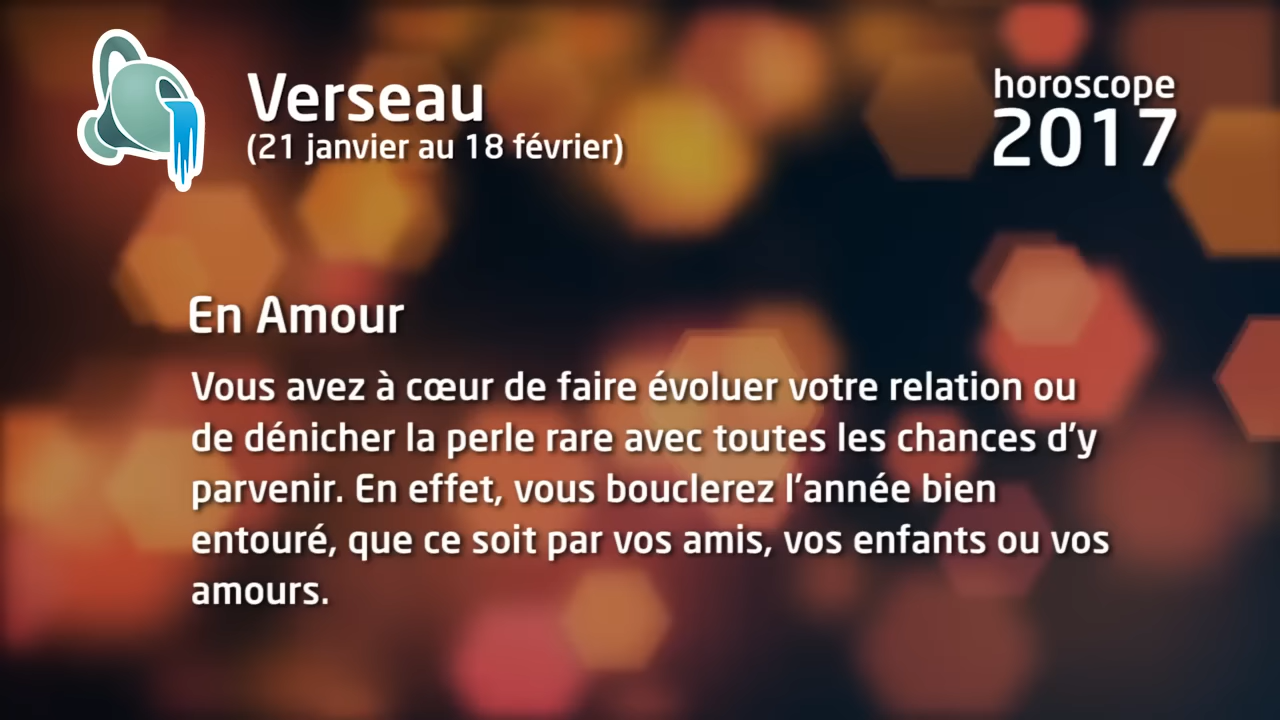 Verseau
(21 janvier au 18 février)
horoscope
2017
En Amour
Vous avez à cœur de faire évoluer votre relation ou
de dénicher la perle rare avec toutes les chances d’y
parvenir. En effet, vous bouclerez l’année bien
entouré, que ce soit par vos amis, vos enfants ou vos
amours.